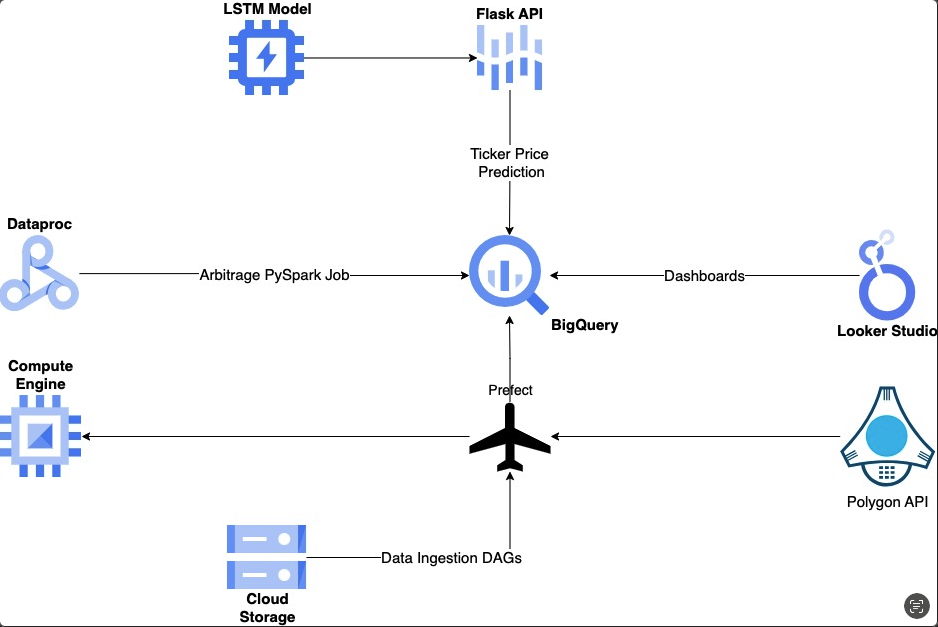 LSTM Model
Flask API
Ticker Price
Prediction
Dataproc
Arbitrage PySpark Job
Dashboards
BigQuery
Looker Studio
Compute
Engine
Prefect
Polygon API
Data Ingestion DAGs
Cloud
Storage